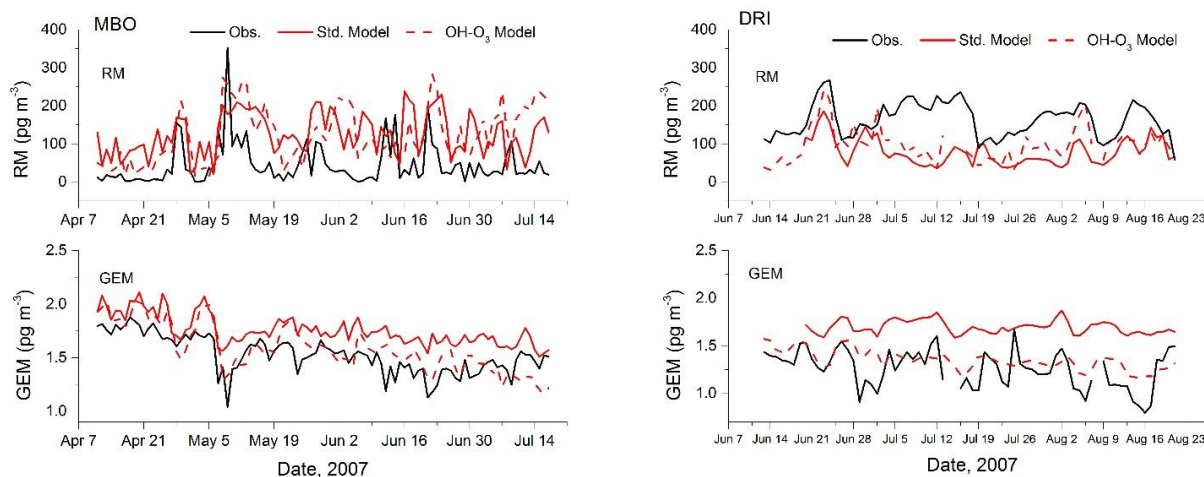 MBO
Obs. Std. Model OH-O₃ Model
RM
RM (pg m⁻³)
400
300
200
100
0
Apr 7 Apr 21 May 5 May 19 Jun 2 Jun 16 Jun 30 Jul 14
GEM
GEM (pg m⁻³)
2.5
2.0
1.5
1.0
Apr 7 Apr 21 May 5 May 19 Jun 2 Jun 16 Jun 30 Jul 14
Date, 2007
DRI
Obs. Std. Model OH-O₃ Model
RM
RM (pg m⁻³)
400
300
200
100
0
Jun 7 Jun 14 Jun 21 Jun 28 Jul 5 Jul 12 Jul 19 Jul 26 Aug 2 Aug 9 Aug 16 Aug 23
GEM
GEM (pg m⁻³)
2.5
2.0
1.5
1.0
Jun 7 Jun 14 Jun 21 Jun 28 Jul 5 Jul 12 Jul 19 Jul 26 Aug 2 Aug 9 Aug 16 Aug 23
Date, 2007